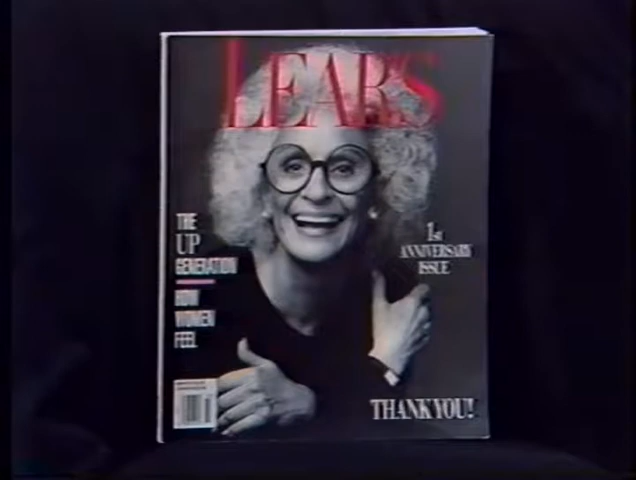 LEAR'S
THE
UP
GENERATION
HOW
WOMEN
FEEL
1st
ANNIVERSARY
ISSUE
THANK YOU!